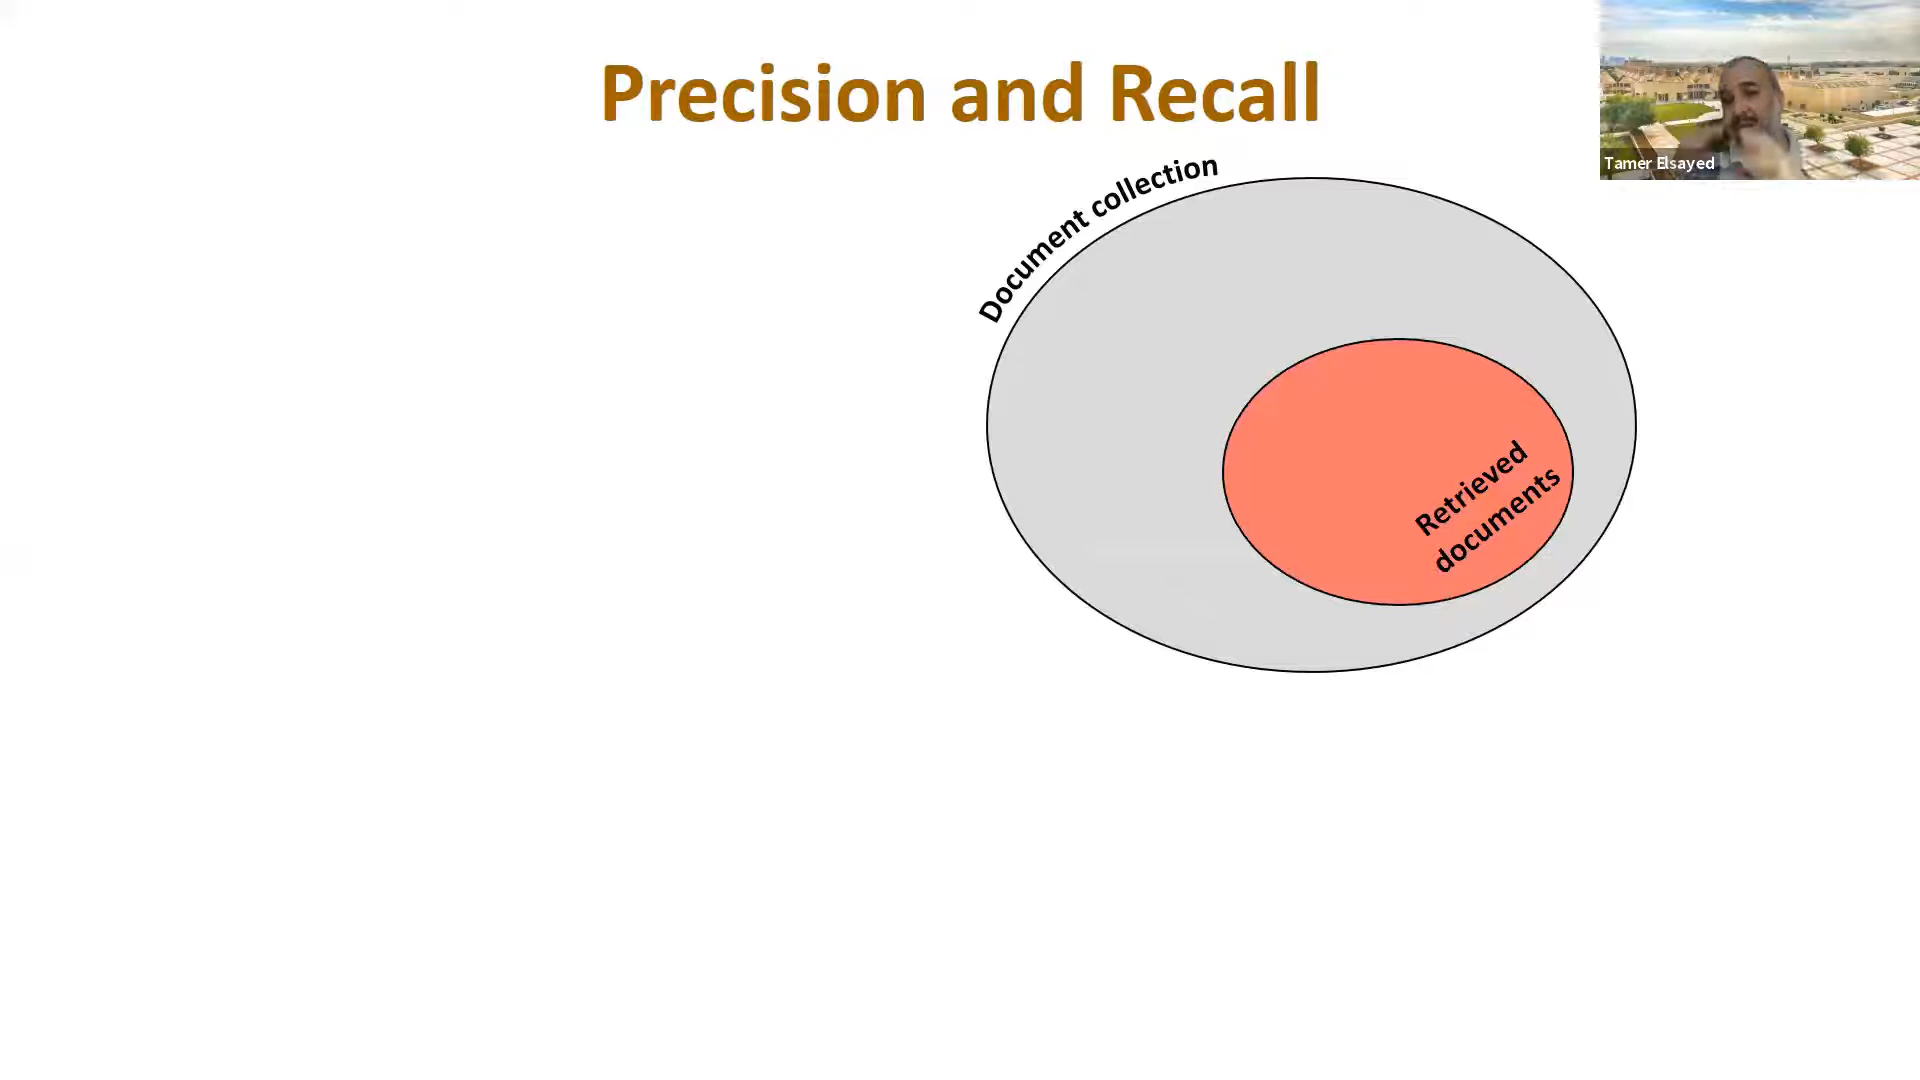 Precision and Recall
Tamer Elsayed
Document collection
Retrieved
documents